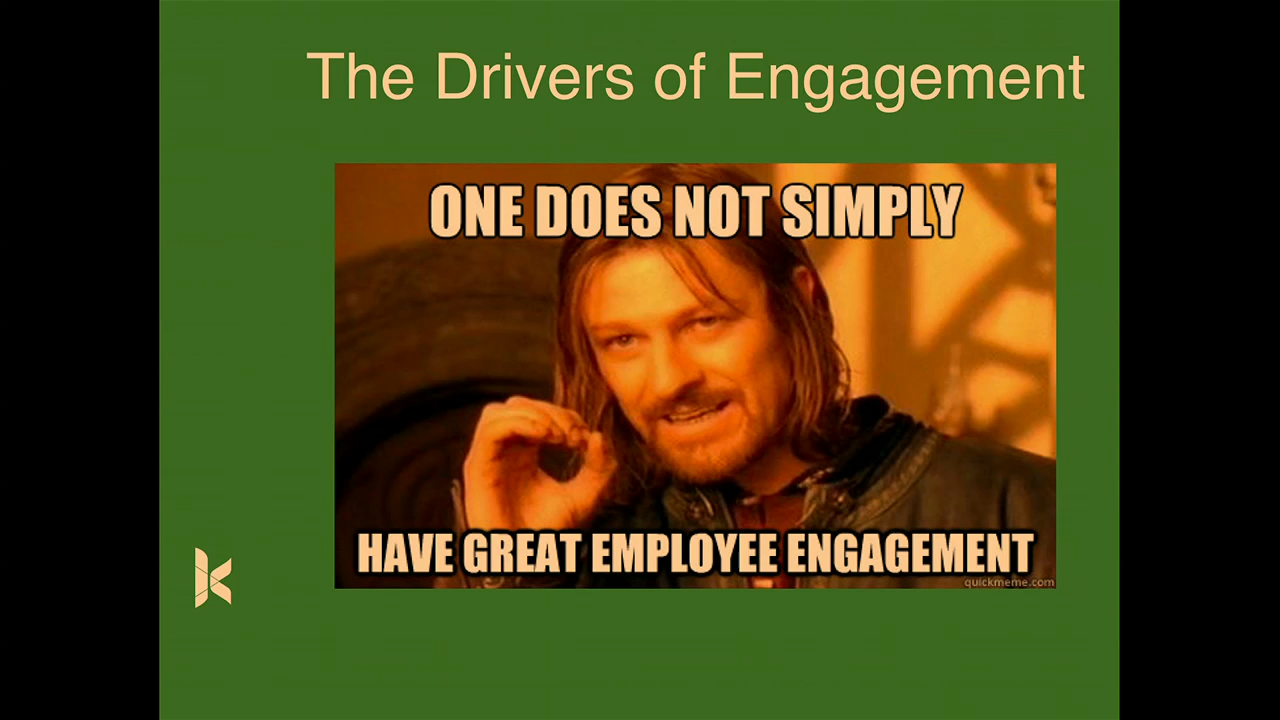 The Drivers of Engagement
ONE DOES NOT SIMPLY
HAVE GREAT EMPLOYEE ENGAGEMENT
quickmeme.com